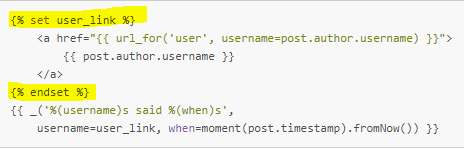 {% set user_link %}
    <a href="{{ url_for('user', username=post.author.username) }}">
        {{ post.author.username }}
    </a>
{% endset %}
{{ _('%(username)s said %(when)s',
    username=user_link, when=moment(post.timestamp).fromNow()) }}